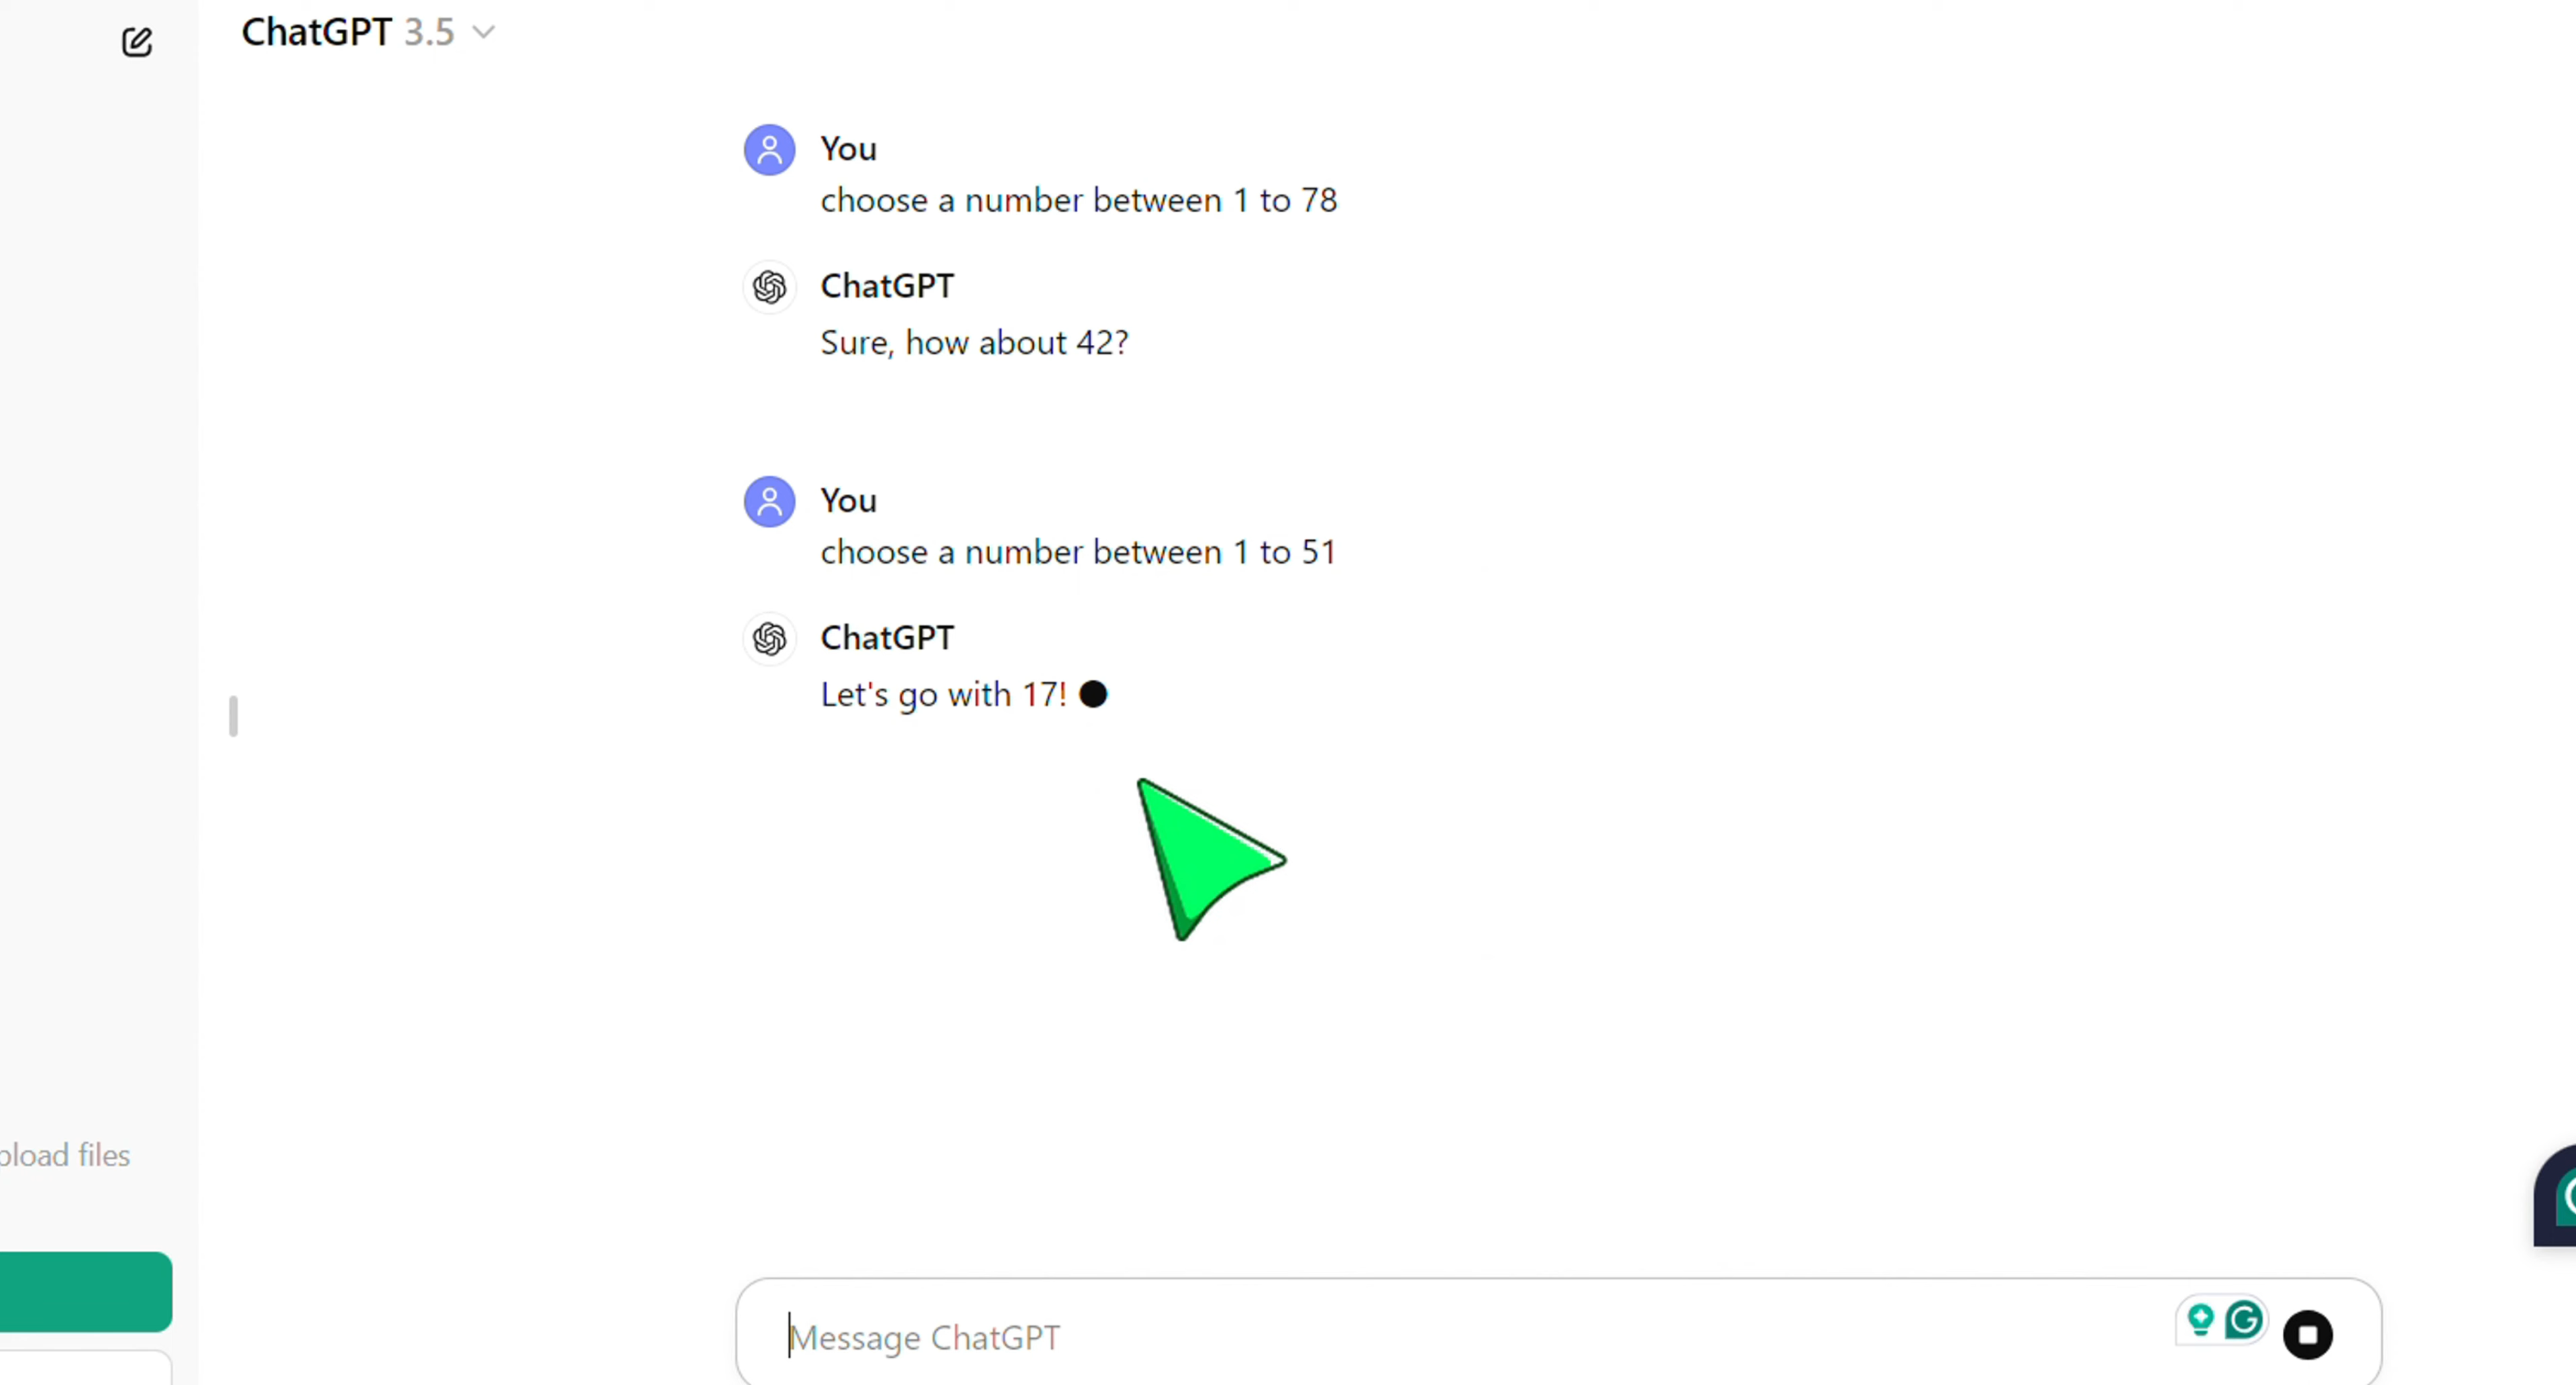 ChatGPT 3.5
You
choose a number between 1 to 78
ChatGPT
Sure, how about 42?
You
choose a number between 1 to 51
ChatGPT
Let's go with 17!
pload files
Message ChatGPT